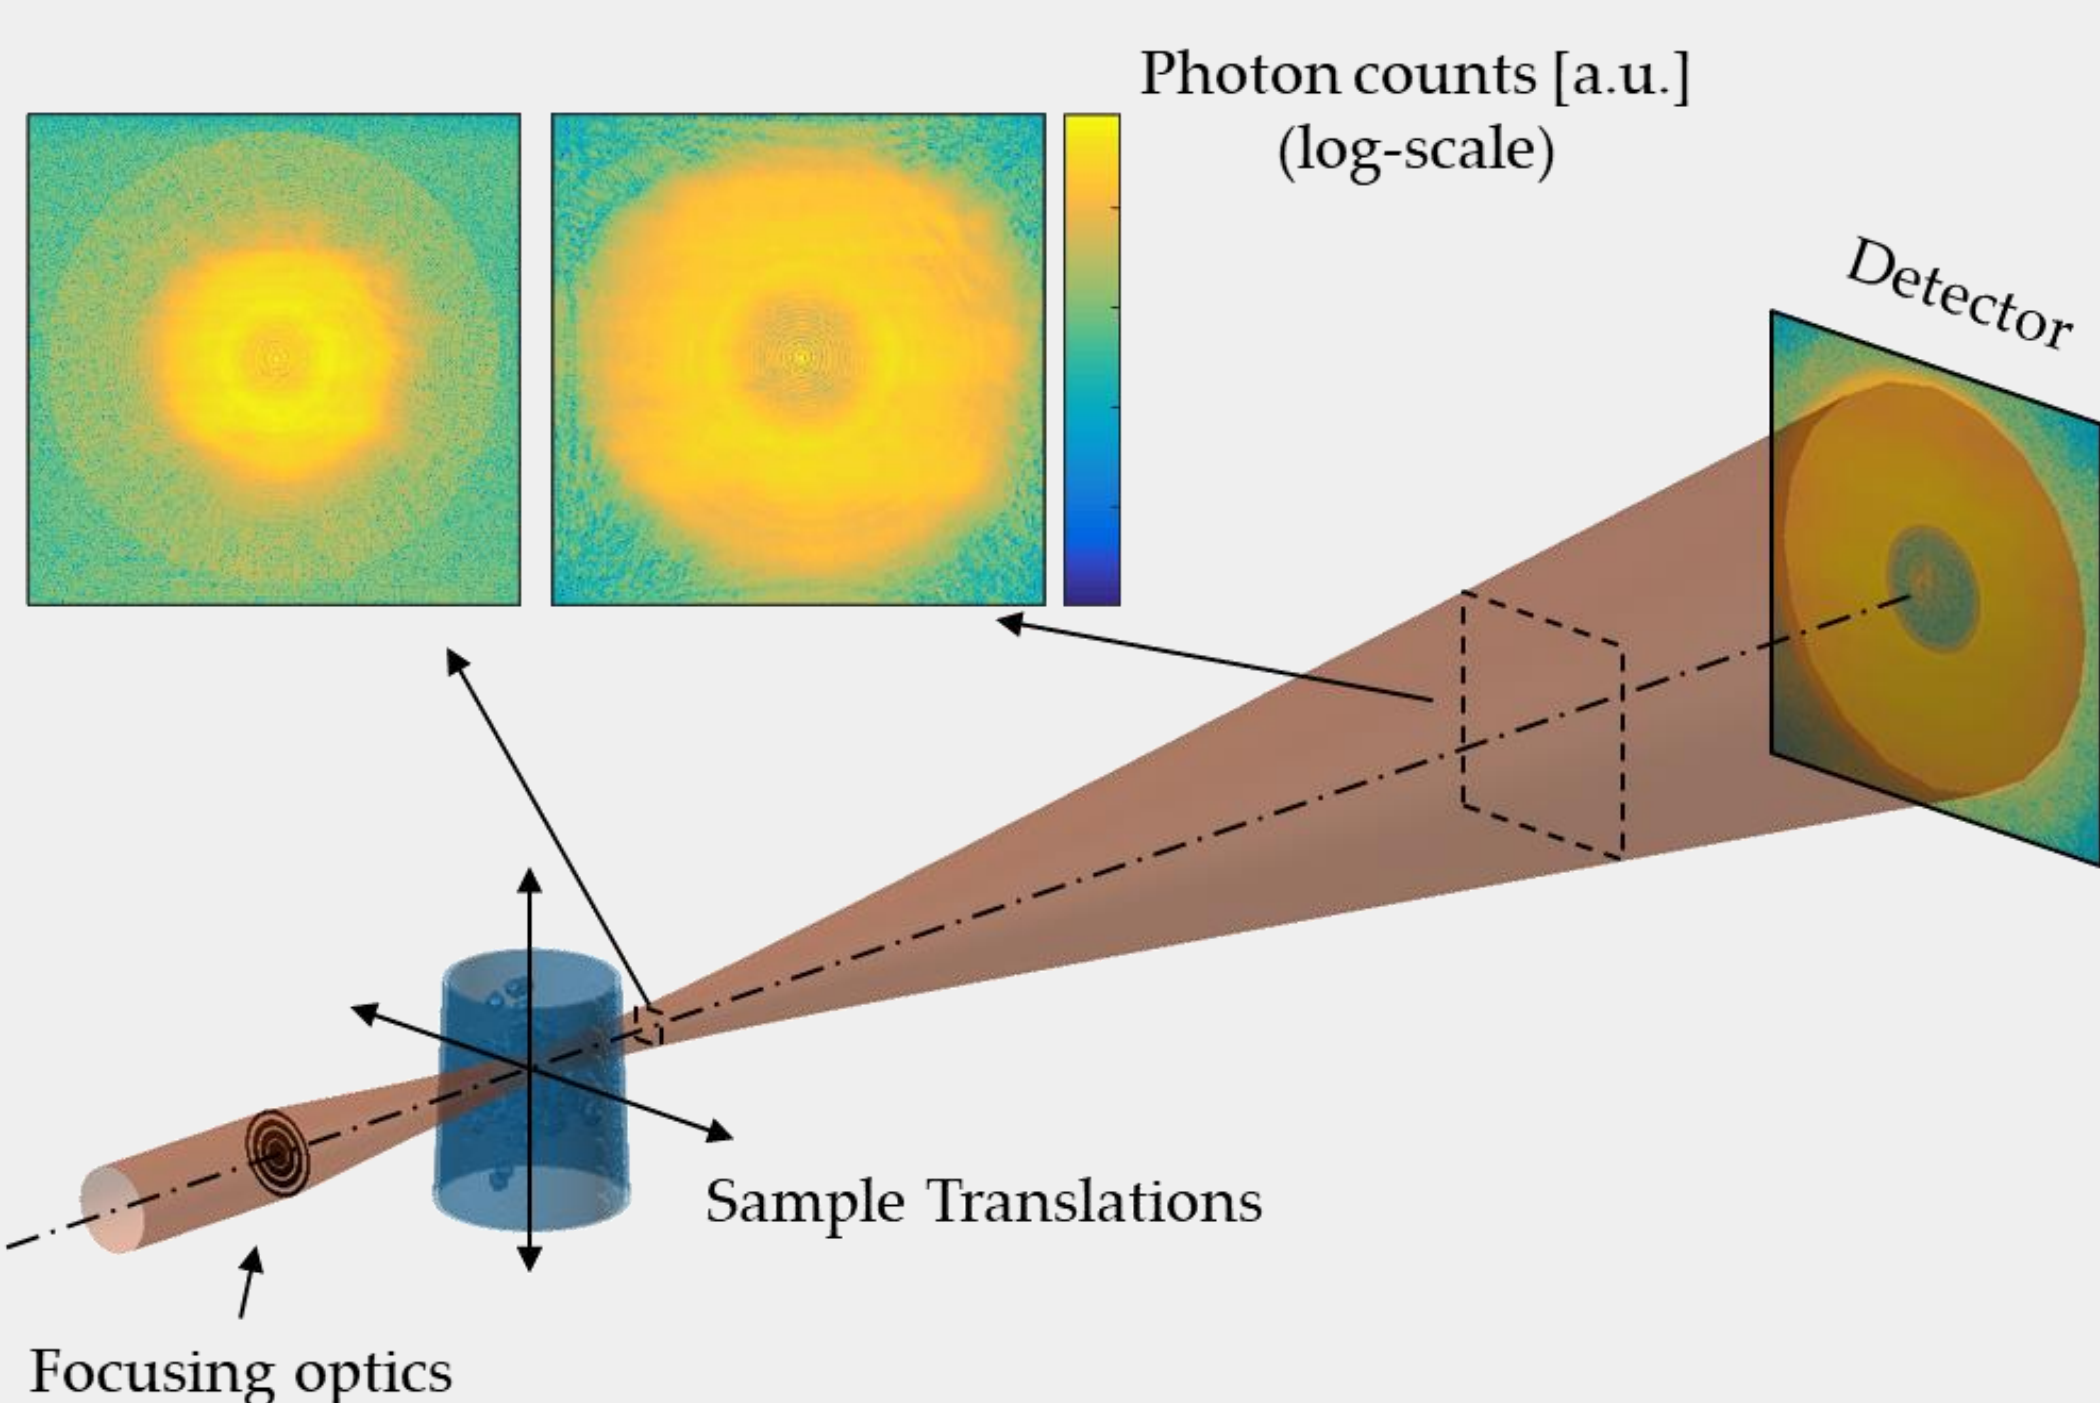 Photon counts [a.u.]
(log-scale)
Detector
Sample Translations
Focusing optics